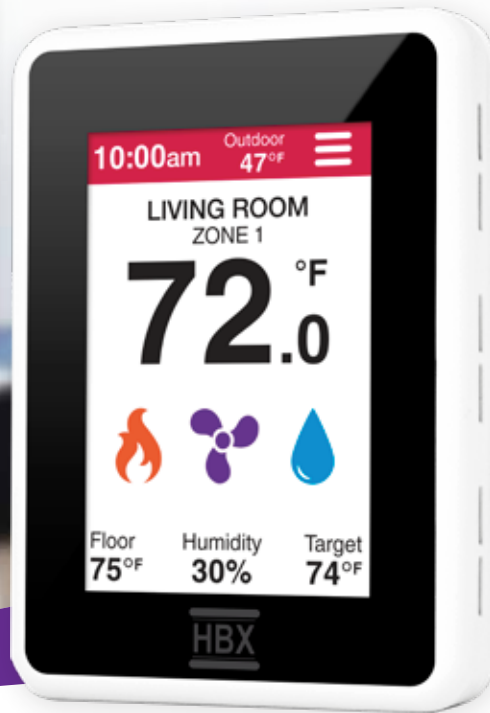 10:00am Outdoor 47°F
LIVING ROOM
ZONE 1
72.0 °F
Floor Humidity Target
75°F 30% 74°F
HBX